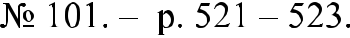 № 101. – р. 521 – 523.